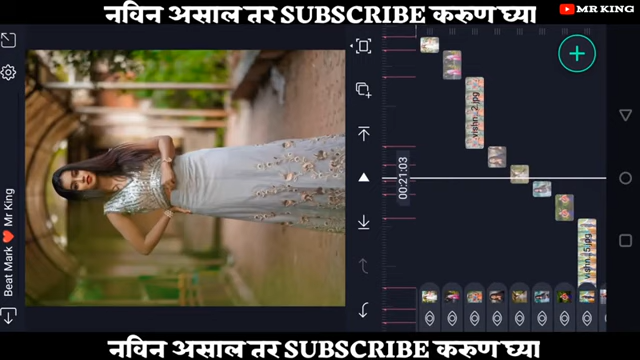 नविन असाल तर SUBSCRIBE करुण घ्या
MR KING
Beat Mark ❤️ Mr King
00:21:03
vishn...2.jpg
vishn...5.jpg
नविन असाल तर SUBSCRIBE करुण घ्या